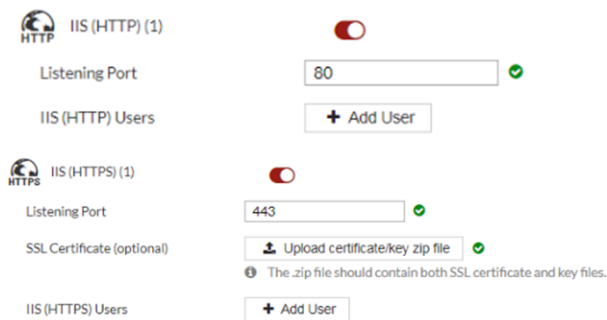 HTTP
IIS (HTTP) (1)
Listening Port
80
IIS (HTTP) Users
+ Add User
HTTPS
IIS (HTTPS) (1)
Listening Port
443
SSL Certificate (optional)
Upload certificate/key zip file
The .zip file should contain both SSL certificate and key files.
IIS (HTTPS) Users
+ Add User